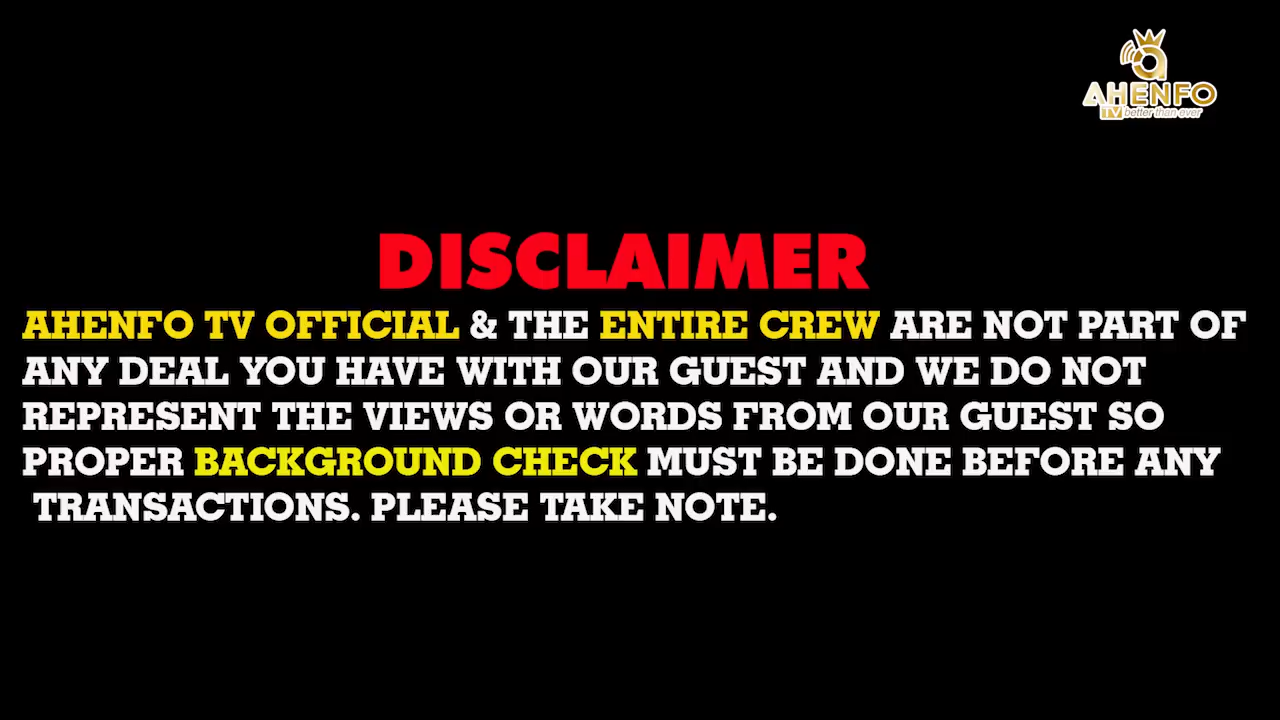 AHENFO
TV better than ever
DISCLAIMER
AHENFO TV OFFICIAL & THE ENTIRE CREW ARE NOT PART OF
ANY DEAL YOU HAVE WITH OUR GUEST AND WE DO NOT
REPRESENT THE VIEWS OR WORDS FROM OUR GUEST SO
PROPER BACKGROUND CHECK MUST BE DONE BEFORE ANY
TRANSACTIONS. PLEASE TAKE NOTE.